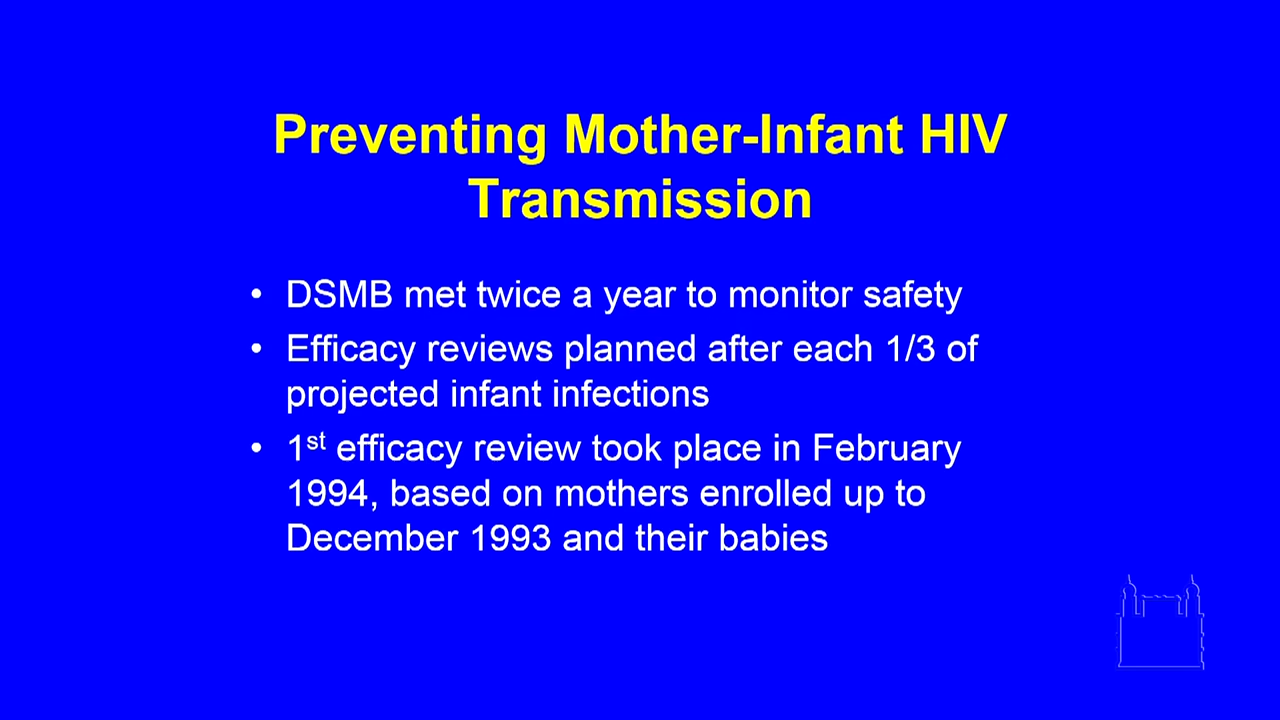 Preventing Mother-Infant HIV
Transmission
• DSMB met twice a year to monitor safety
• Efficacy reviews planned after each 1/3 of
projected infant infections
• 1st efficacy review took place in February
1994, based on mothers enrolled up to
December 1993 and their babies